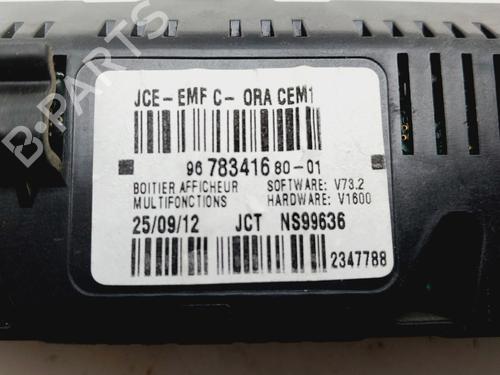 B-PARTS
JCE-EMF C- ORA CEM1
96 783416 80-01
BOITIER AFFICHEUR SOFTWARE: V73.2
MULTIFONCTIONS HARDWARE: V1600
25/09/12 JCT NS99636
2347788